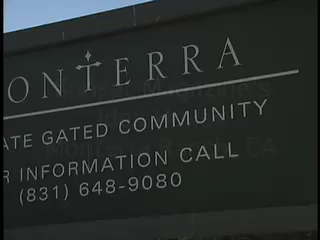 ONTERRA
ATE GATED COMMUNITY
R INFORMATION CALL
(831) 648-9080